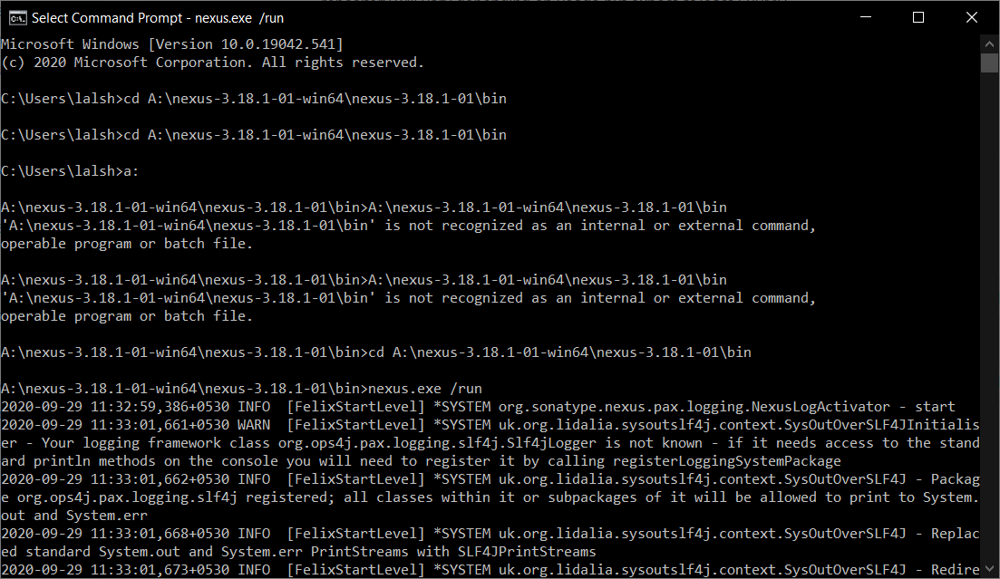 Select Command Prompt - nexus.exe  /run
Microsoft Windows [Version 10.0.19042.541]
(c) 2020 Microsoft Corporation. All rights reserved.
C:\Users\lalsh>cd A:\nexus-3.18.1-01-win64\nexus-3.18.1-01\bin
C:\Users\lalsh>cd A:\nexus-3.18.1-01-win64\nexus-3.18.1-01\bin
C:\Users\lalsh>a:
A:\nexus-3.18.1-01-win64\nexus-3.18.1-01\bin>A:\nexus-3.18.1-01-win64\nexus-3.18.1-01\bin
'A:\nexus-3.18.1-01-win64\nexus-3.18.1-01\bin' is not recognized as an internal or external command,
operable program or batch file.
A:\nexus-3.18.1-01-win64\nexus-3.18.1-01\bin>A:\nexus-3.18.1-01-win64\nexus-3.18.1-01\bin
'A:\nexus-3.18.1-01-win64\nexus-3.18.1-01\bin' is not recognized as an internal or external command,
operable program or batch file.
A:\nexus-3.18.1-01-win64\nexus-3.18.1-01\bin>cd A:\nexus-3.18.1-01-win64\nexus-3.18.1-01\bin
A:\nexus-3.18.1-01-win64\nexus-3.18.1-01\bin>nexus.exe /run
2020-09-29 11:32:59,386+0530 INFO  [FelixStartLevel] *SYSTEM org.sonatype.nexus.pax.logging.NexusLogActivator - start
2020-09-29 11:33:01,661+0530 WARN  [FelixStartLevel] *SYSTEM uk.org.lidalia.sysoutslf4j.context.SysOutOverSLF4JInitialis
er - Your logging framework class org.ops4j.pax.logging.slf4j.Slf4jLogger is not known - if it needs access to the stand
ard println methods on the console you will need to register it by calling registerLoggingSystemPackage
2020-09-29 11:33:01,662+0530 INFO  [FelixStartLevel] *SYSTEM uk.org.lidalia.sysoutslf4j.context.SysOutOverSLF4J - Packag
e org.ops4j.pax.logging.slf4j registered; all classes within it or subpackages of it will be allowed to print to System.
out and System.err
2020-09-29 11:33:01,668+0530 INFO  [FelixStartLevel] *SYSTEM uk.org.lidalia.sysoutslf4j.context.SysOutOverSLF4J - Replac
ed standard System.out and System.err PrintStreams with SLF4JPrintStreams
2020-09-29 11:33:01,673+0530 INFO  [FelixStartLevel] *SYSTEM uk.org.lidalia.sysoutslf4j.context.SysOutOverSLF4J - Redire